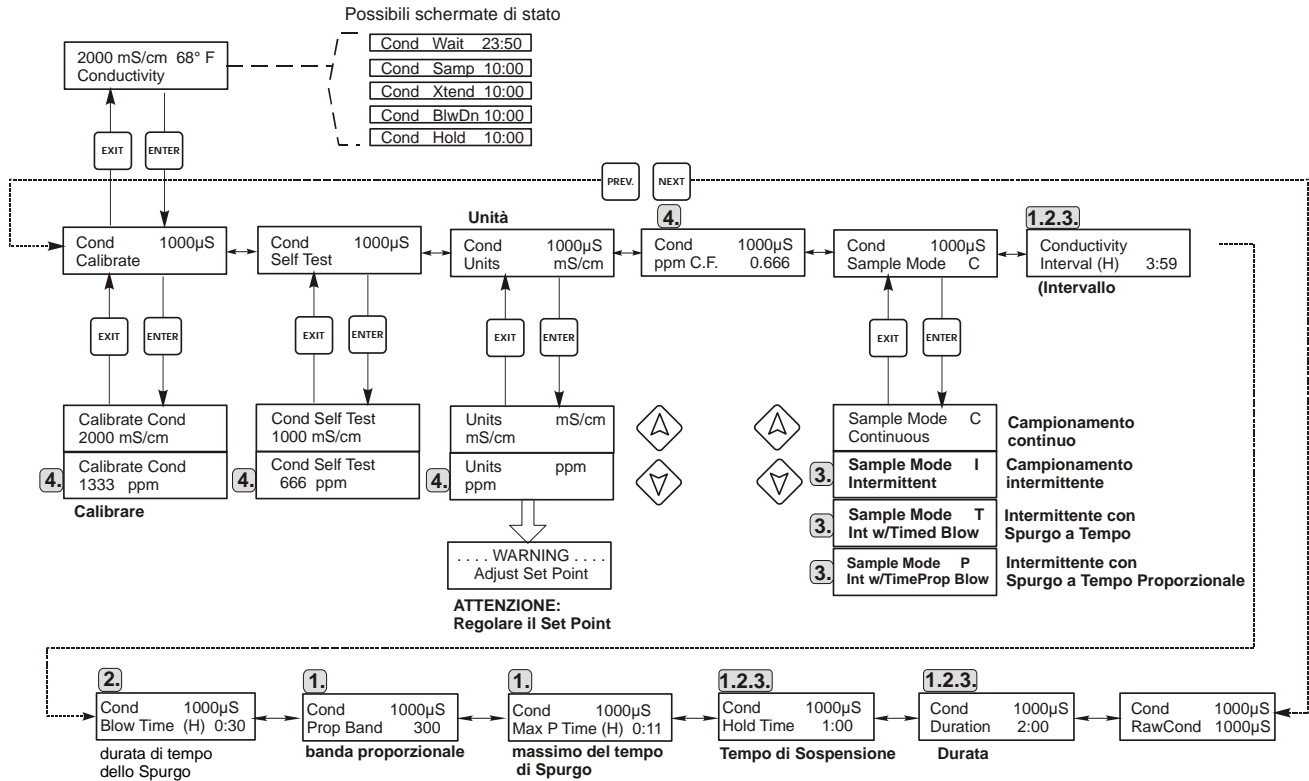 Possibili schermate di stato
2000 mS/cm 68° F
Conductivity
Cond Wait 23:50
Cond Samp 10:00
Cond Xtend 10:00
Cond BlwDn 10:00
Cond Hold 10:00
EXIT
ENTER
PREV.
NEXT
Cond 1000µS
Calibrate
Cond 1000µS
Self Test
Unità
Cond 1000µS
Units mS/cm
4.
Cond 1000µS
ppm C.F. 0.666
Cond 1000µS
Sample Mode C
1.2.3.
Conductivity
Interval (H) 3:59
(Intervallo
EXIT
ENTER
EXIT
ENTER
EXIT
ENTER
EXIT
ENTER
Calibrate Cond
2000 mS/cm
4.
Calibrate Cond
1333 ppm
Calibrare
Cond Self Test
1000 mS/cm
4.
Cond Self Test
666 ppm
Units mS/cm
mS/cm
4.
Units ppm
ppm
. . . . WARNING . . . .
Adjust Set Point
ATTENZIONE:
Regolare il Set Point
Sample Mode C
Continuous
Campionamento
continuo
3.
Sample Mode I
Intermittent
Campionamento
intermittente
3.
Sample Mode T
Int w/Timed Blow
Intermittente con
Spurgo a Tempo
3.
Sample Mode P
Int w/TimeProp Blow
Intermittente con
Spurgo a Tempo Proporzionale
2.
Cond 1000µS
Blow Time (H) 0:30
durata di tempo
dello Spurgo
1.
Cond 1000µS
Prop Band 300
banda proporzionale
1.
Cond 1000µS
Max P Time (H) 0:11
massimo del tempo
di Spurgo
1.2.3.
Cond 1000µS
Hold Time 1:00
Tempo di Sospensione
1.2.3.
Cond 1000µS
Duration 2:00
Durata
Cond 1000µS
RawCond 1000µS